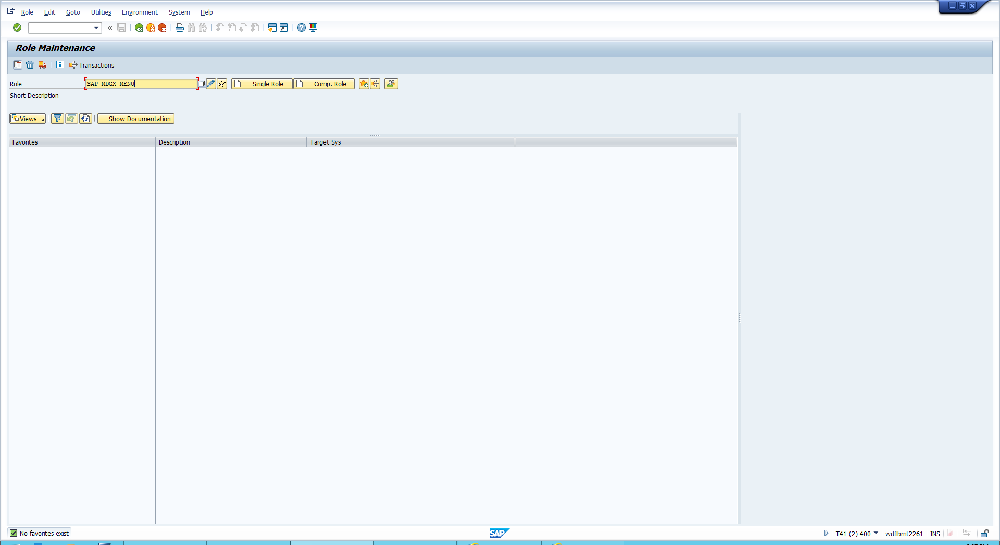 Role Edit Goto Utilities Environment System Help
Role Maintenance
Transactions
Role SAP_MDGX_MENU Single Role Comp. Role
Short Description
Views Show Documentation
Favorites Description Target Sys
No favorites exist SAP T41 (2) 400 wdflbmt2261 INS